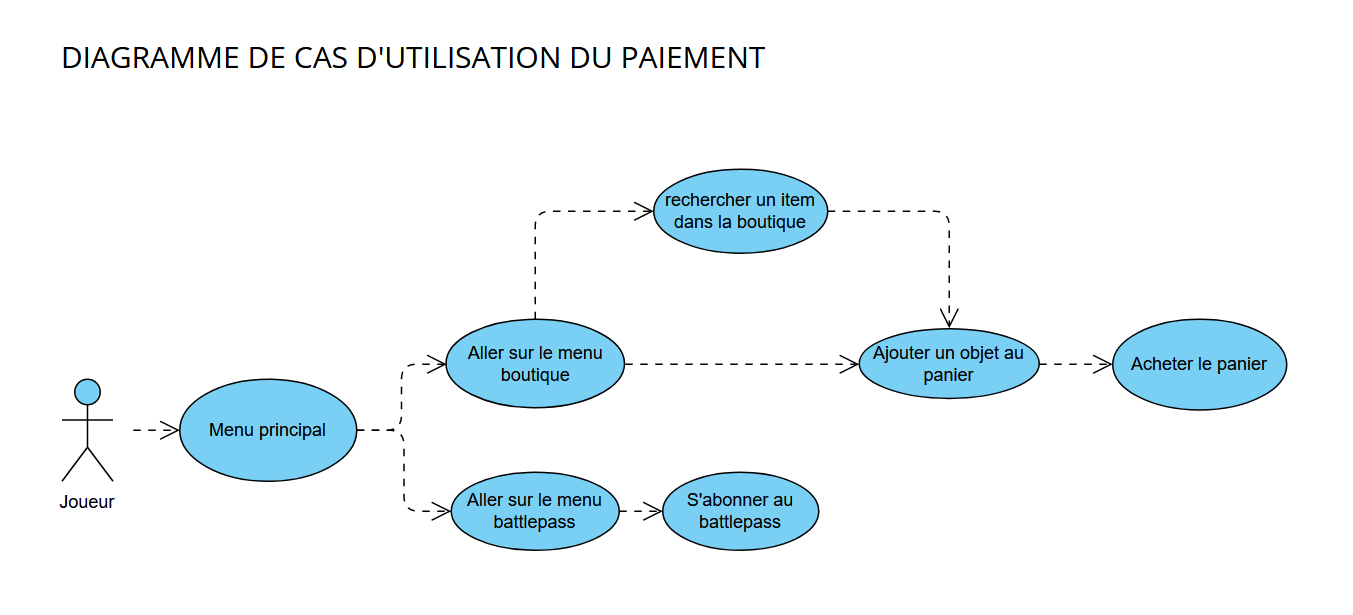 DIAGRAMME DE CAS D'UTILISATION DU PAIEMENT
rechercher un item
dans la boutique
Aller sur le menu
boutique
Ajouter un objet au
panier
Acheter le panier
Menu principal
Joueur
Aller sur le menu
battlepass
S'abonner au
battlepass